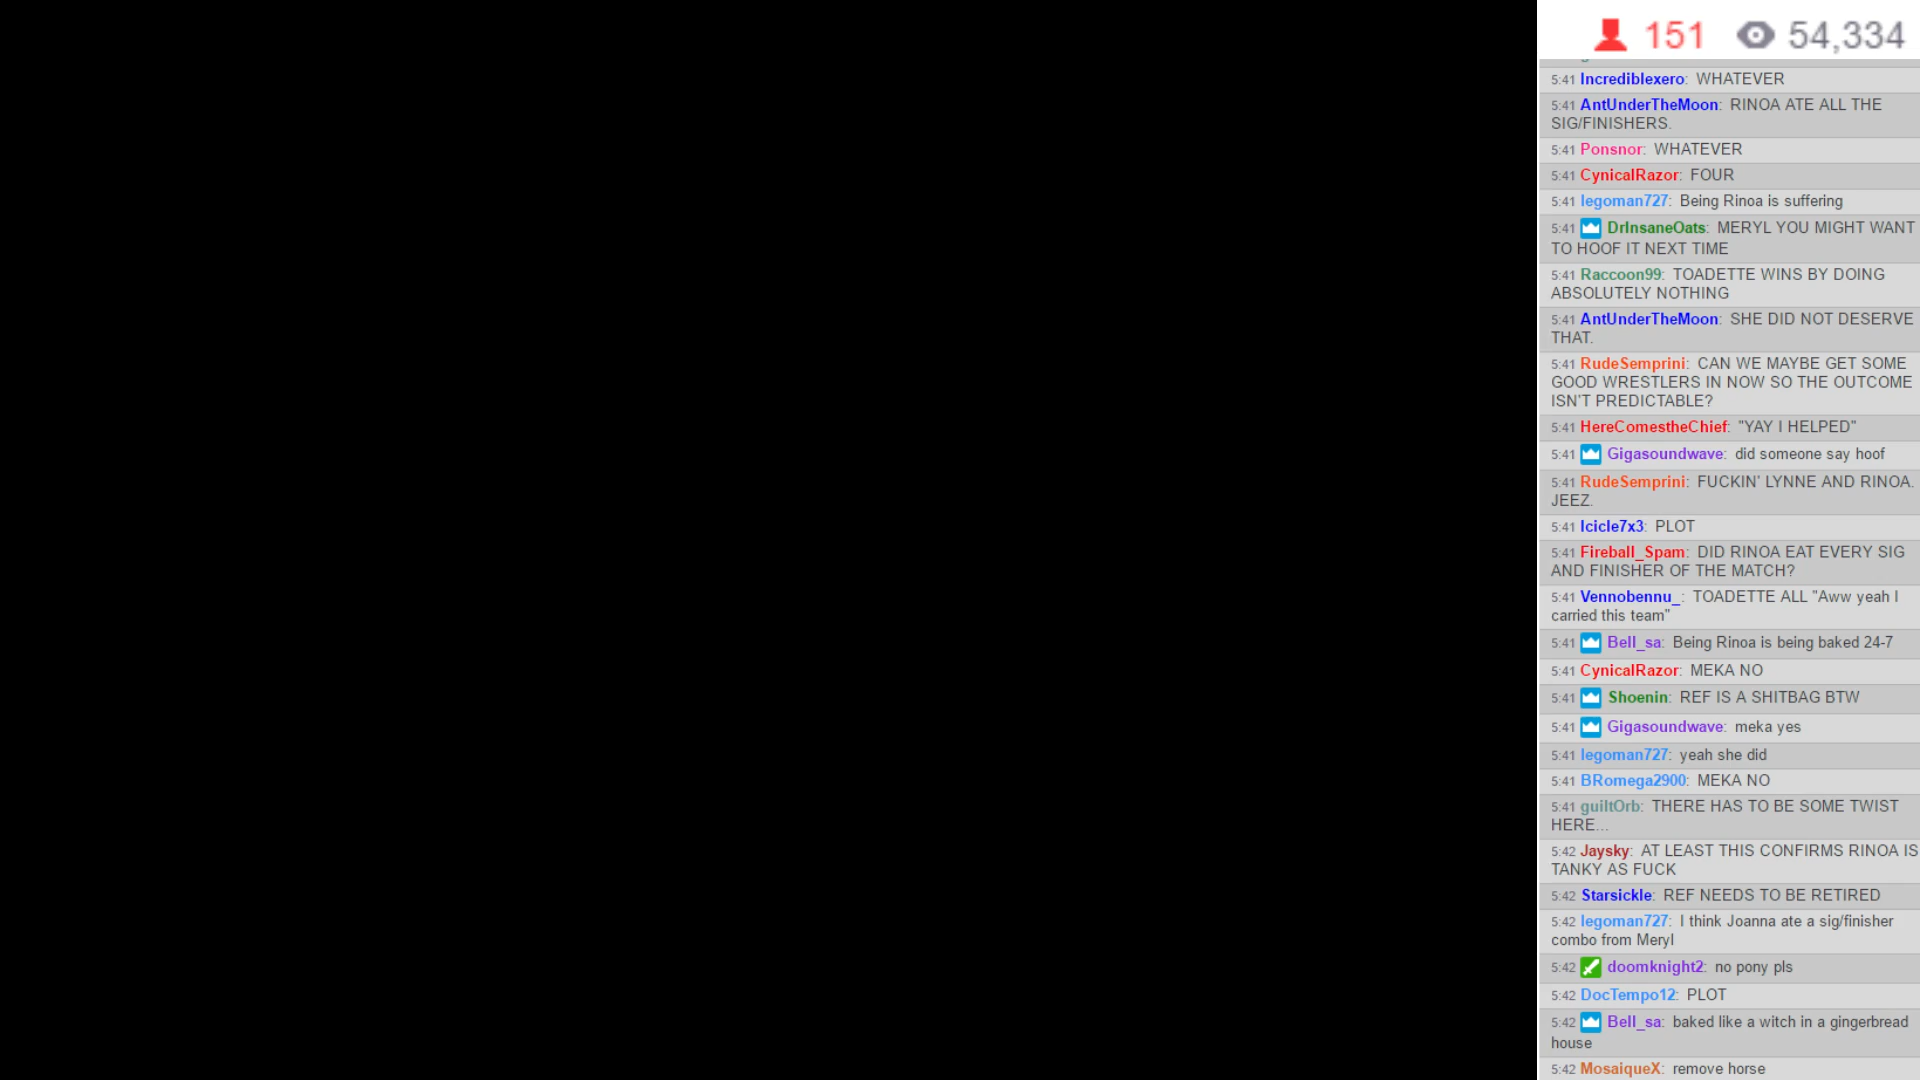 151 54,334
5:41 Incrediblexero: WHATEVER
5:41 AntUnderTheMoon: RINOA ATE ALL THE
SIG/FINISHERS.
5:41 Ponsnor: WHATEVER
5:41 CynicalRazor: FOUR
5:41 legoman727: Being Rinoa is suffering
5:41 DrInsaneOats: MERYL YOU MIGHT WANT
TO HOOF IT NEXT TIME
5:41 Raccoon99: TOADETTE WINS BY DOING
ABSOLUTELY NOTHING
5:41 AntUnderTheMoon: SHE DID NOT DESERVE
THAT.
5:41 RudeSemprini: CAN WE MAYBE GET SOME
GOOD WRESTLERS IN NOW SO THE OUTCOME
ISN'T PREDICTABLE?
5:41 HereComestheChief: "YAY I HELPED"
5:41 Gigasoundwave: did someone say hoof
5:41 RudeSemprini: FUCKIN' LYNNE AND RINOA.
JEEZ.
5:41 Icicle7x3: PLOT
5:41 Fireball_Spam: DID RINOA EAT EVERY SIG
AND FINISHER OF THE MATCH?
5:41 Vennobennu_: TOADETTE ALL "Aww yeah I
carried this team"
5:41 Bell_sa: Being Rinoa is being baked 24-7
5:41 CynicalRazor: MEKA NO
5:41 Shoenin: REF IS A SHITBAG BTW
5:41 Gigasoundwave: meka yes
5:41 legoman727: yeah she did
5:41 BRomega2900: MEKA NO
5:41 guiltOrb: THERE HAS TO BE SOME TWIST
HERE...
5:42 Jaysky: AT LEAST THIS CONFIRMS RINOA IS
TANKY AS FUCK
5:42 Starsickle: REF NEEDS TO BE RETIRED
5:42 legoman727: I think Joanna ate a sig/finisher
combo from Meryl
5:42 doomknight2: no pony pls
5:42 DocTempo12: PLOT
5:42 Bell_sa: baked like a witch in a gingerbread
house
5:42 MosaiqueX: remove horse